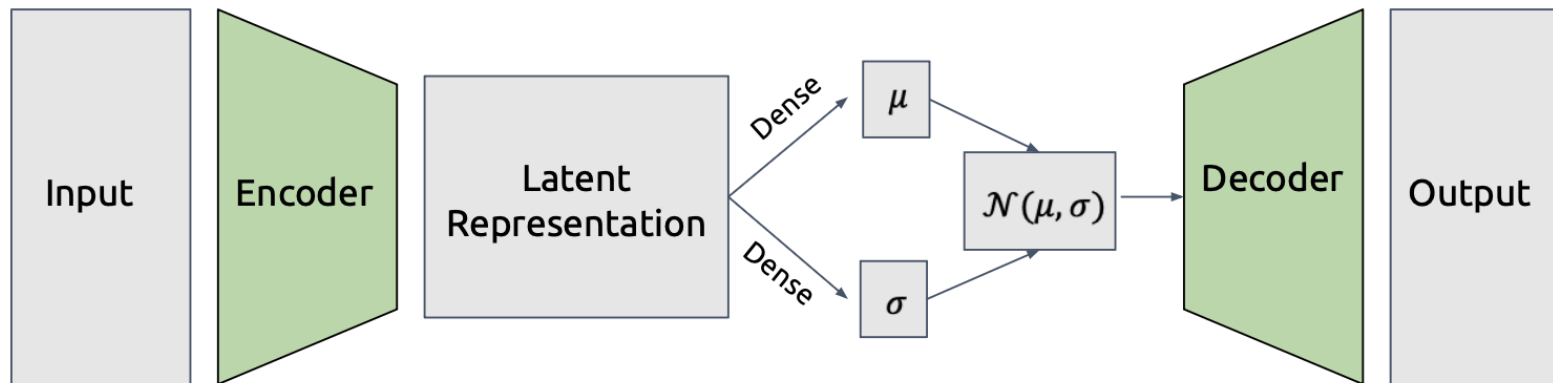 Input
Encoder
Latent
Representation
Dense
Dense
μ
σ
𝒩(μ, σ)
Decoder
Output